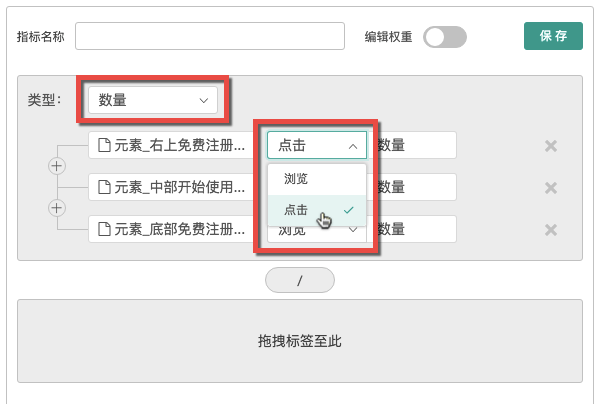 指标名称 编辑权重 保 存
类型： 数量
元素_右上免费注册... 点击 数量
浏览
元素_中部开始使用... 数量
点击
元素_底部免费注册... 浏览 数量
/
拖拽标签至此